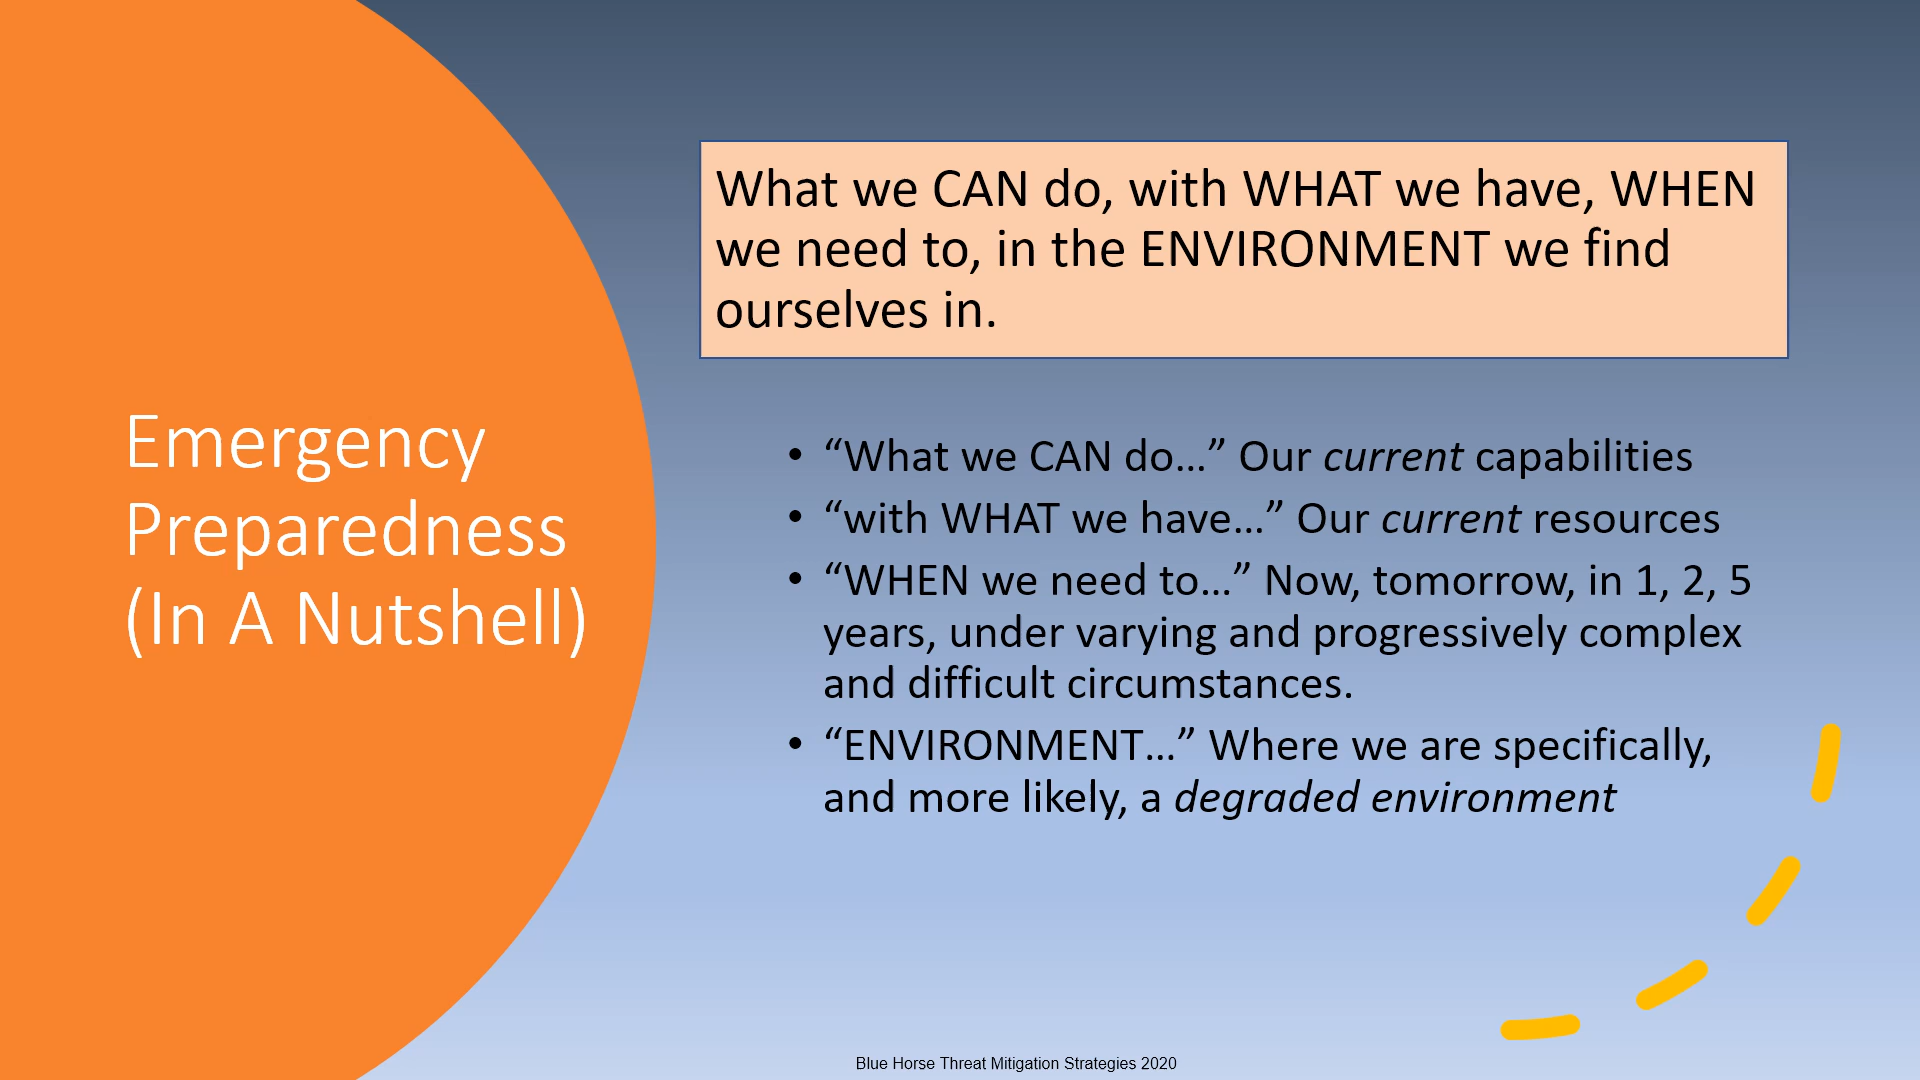 Emergency
Preparedness
(In A Nutshell)
What we CAN do, with WHAT we have, WHEN
we need to, in the ENVIRONMENT we find
ourselves in.
• “What we CAN do…” Our current capabilities
• “with WHAT we have…” Our current resources
• “WHEN we need to…” Now, tomorrow, in 1, 2, 5
years, under varying and progressively complex
and difficult circumstances.
• “ENVIRONMENT…” Where we are specifically,
and more likely, a degraded environment
Blue Horse Threat Mitigation Strategies 2020